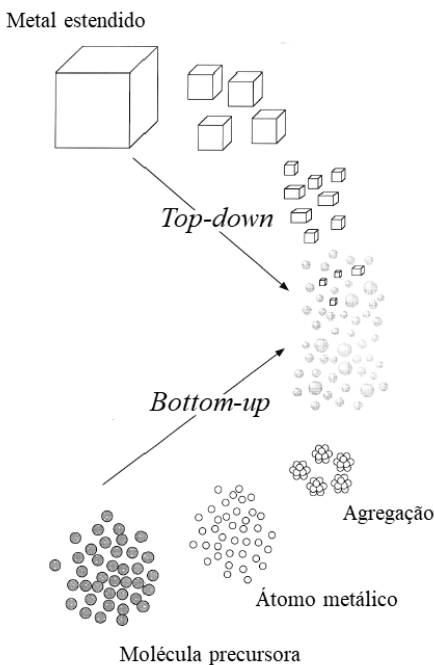 Metal estendido
Top-down
Bottom-up
Agregação
Átomo metálico
Molécula precursora